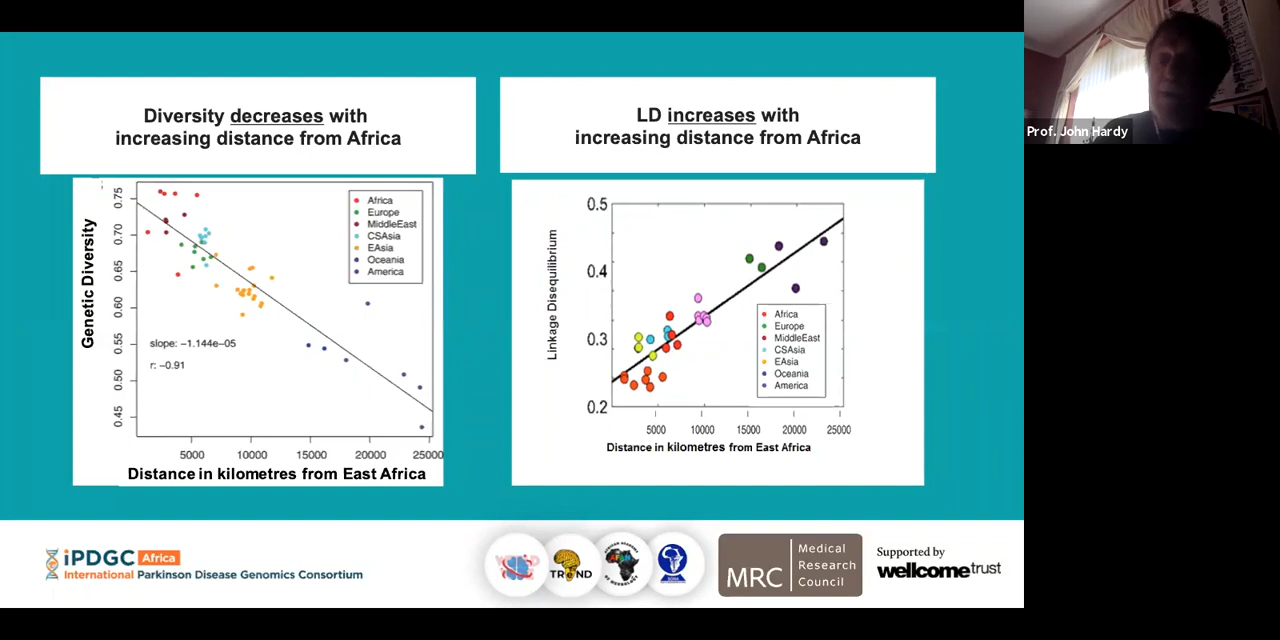 Diversity decreases with
increasing distance from Africa
Genetic Diversity
0.75
0.70
0.65
0.60
0.55
0.50
0.45
Africa
Europe
MiddleEast
CSAsia
EAsia
Oceania
America
slope: −1.144e−05
r: −0.91
5000 10000 15000 20000 25000
Distance in kilometres from East Africa
LD increases with
increasing distance from Africa
Linkage Disequilibrium
0.5
0.4
0.3
0.2
Africa
Europe
MiddleEast
CSAsia
EAsia
Oceania
America
5000 10000 15000 20000 25000
Distance in kilometres from East Africa
Prof. John Hardy
iPDGC Africa
International Parkinson Disease Genomics Consortium
TReND
MRC
Medical
Research
Council
Supported by
wellcome trust